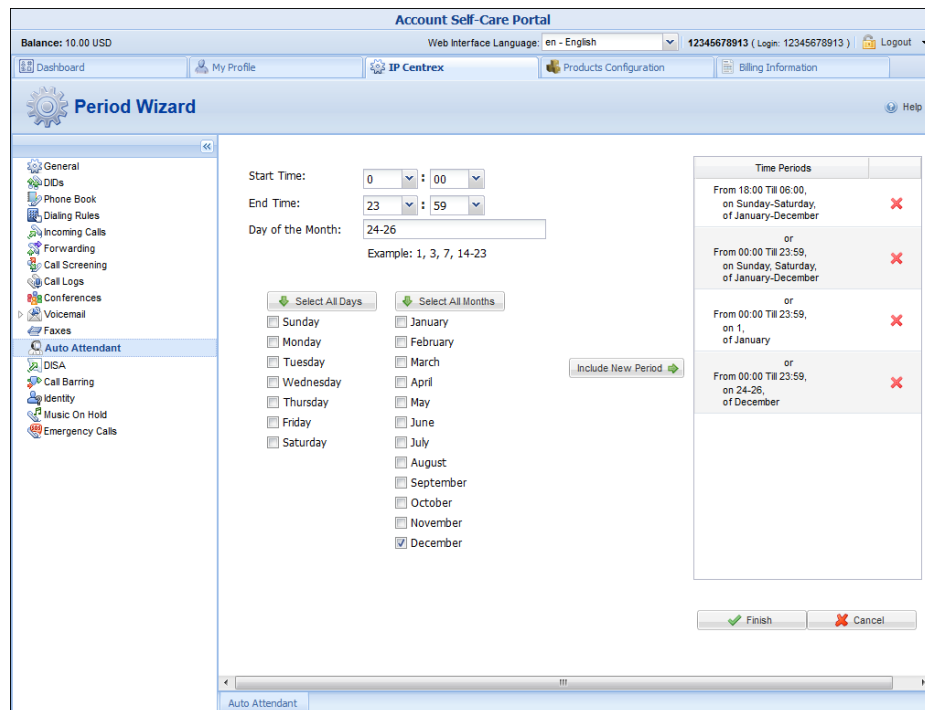 Account Self-Care Portal
Balance: 10.00 USD Web Interface Language: en - English 12345678913 ( Login: 12345678913 ) Logout
Dashboard My Profile IP Centrex Products Configuration Billing Information
Period Wizard Help
General
DIDs
Phone Book
Dialing Rules
Incoming Calls
Forwarding
Call Screening
Call Logs
Conferences
Voicemail
Faxes
Auto Attendant
DISA
Call Barring
Identity
Music On Hold
Emergency Calls
Start Time: 0 : 00
End Time: 23 : 59
Day of the Month: 24-26
Example: 1, 3, 7, 14-23
Select All Days Select All Months
Sunday January
Monday February
Tuesday March
Wednesday April
Thursday May
Friday June
Saturday July
August
September
October
November
December
Include New Period
Time Periods
From 18:00 Till 06:00,
on Sunday-Saturday,
of January-December
or
From 00:00 Till 23:59,
on Sunday, Saturday,
of January-December
or
From 00:00 Till 23:59,
on 1,
of January
or
From 00:00 Till 23:59,
on 24-26,
of December
Finish Cancel
Auto Attendant